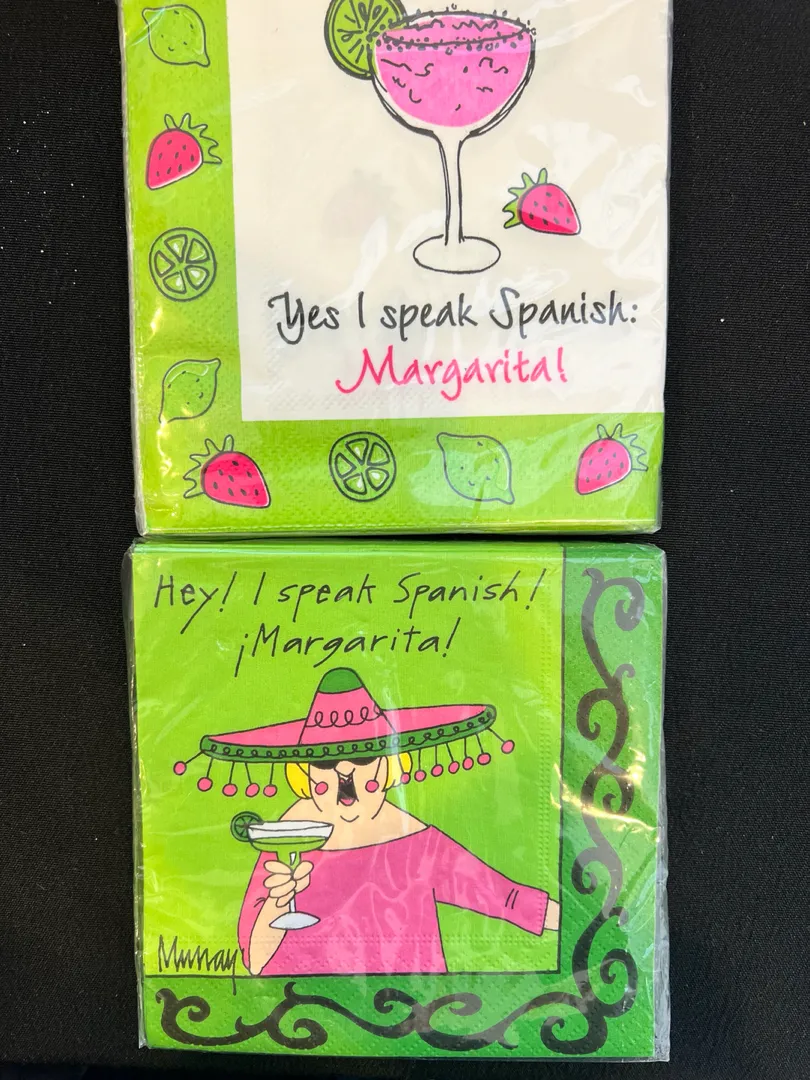 Yes I speak Spanish:
Margarita!
Hey! I speak Spanish!
¡Margarita!
Murray